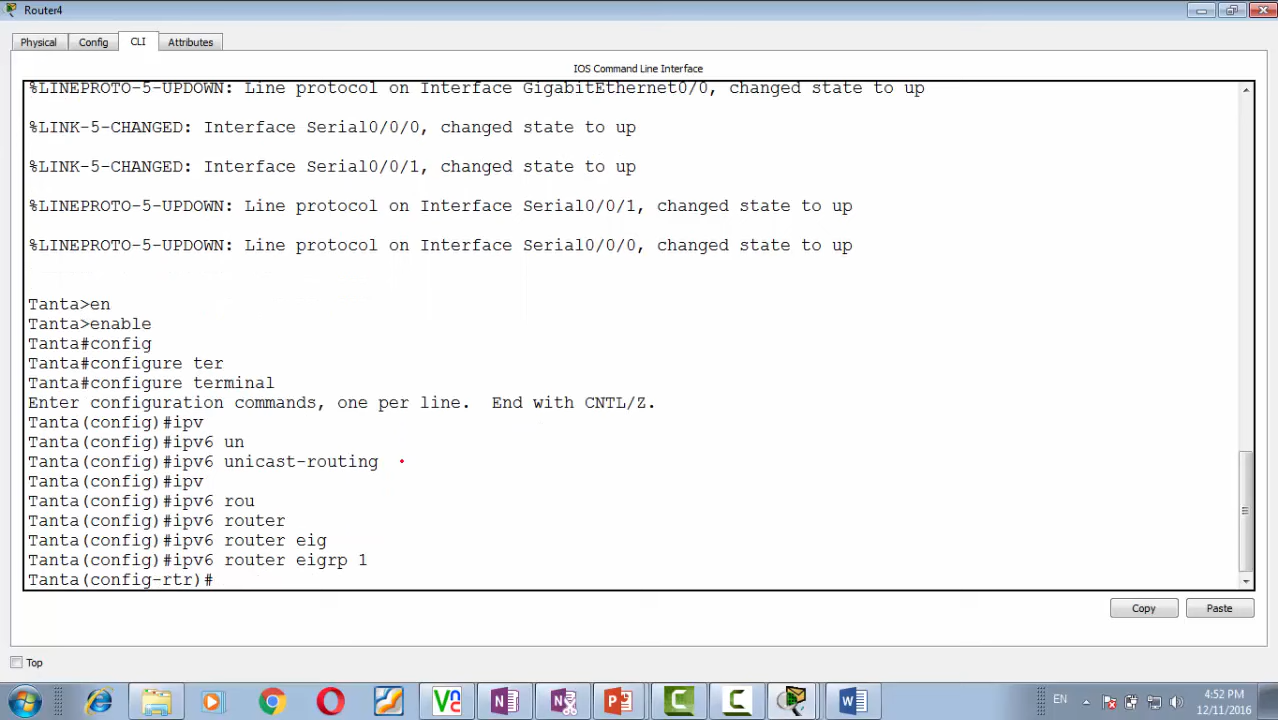 Router4
Physical Config CLI Attributes
IOS Command Line Interface
%LINEPROTO-5-UPDOWN: Line protocol on Interface GigabitEthernet0/0, changed state to up
%LINK-5-CHANGED: Interface Serial0/0/0, changed state to up
%LINK-5-CHANGED: Interface Serial0/0/1, changed state to up
%LINEPROTO-5-UPDOWN: Line protocol on Interface Serial0/0/1, changed state to up
%LINEPROTO-5-UPDOWN: Line protocol on Interface Serial0/0/0, changed state to up
Tanta>en
Tanta>enable
Tanta#config
Tanta#configure ter
Tanta#configure terminal
Enter configuration commands, one per line.  End with CNTL/Z.
Tanta(config)#ipv
Tanta(config)#ipv6 un
Tanta(config)#ipv6 unicast-routing
Tanta(config)#ipv
Tanta(config)#ipv6 rou
Tanta(config)#ipv6 router
Tanta(config)#ipv6 router eig
Tanta(config)#ipv6 router eigrp 1
Tanta(config-rtr)#
Copy Paste
Top
EN 4:52 PM
12/11/2016